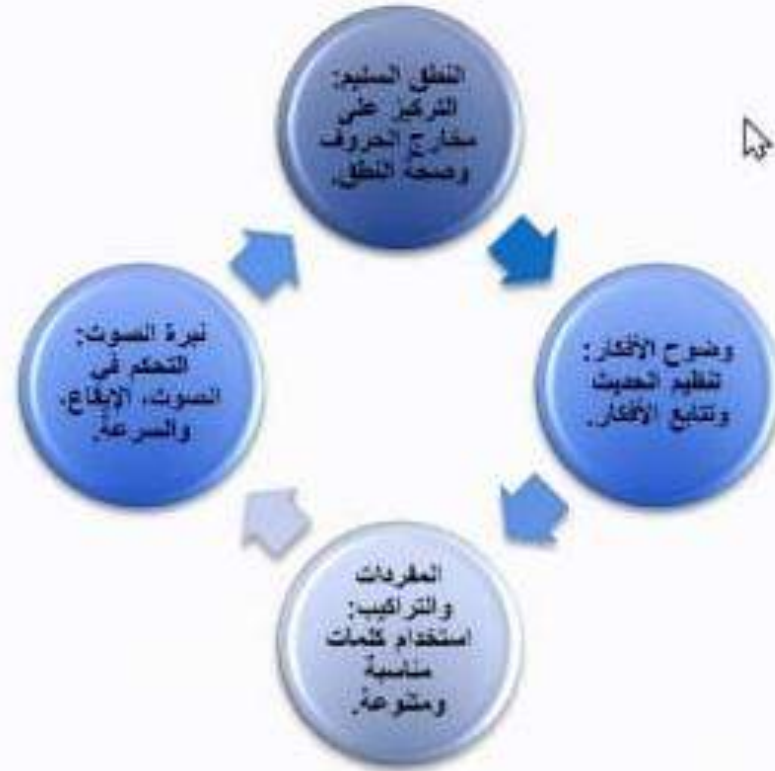 النطق السليم:
التركيز على
مخارج الحروف
وصحة النطق.
وضوح الأفكار:
تنظيم الحديث
وتتابع الأفكار.
المفردات
والتراكيب:
استخدام كلمات
مناسبة
ومتنوعة.
نبرة الصوت:
التحكم في
الصوت، الإيقاع،
والسرعة.